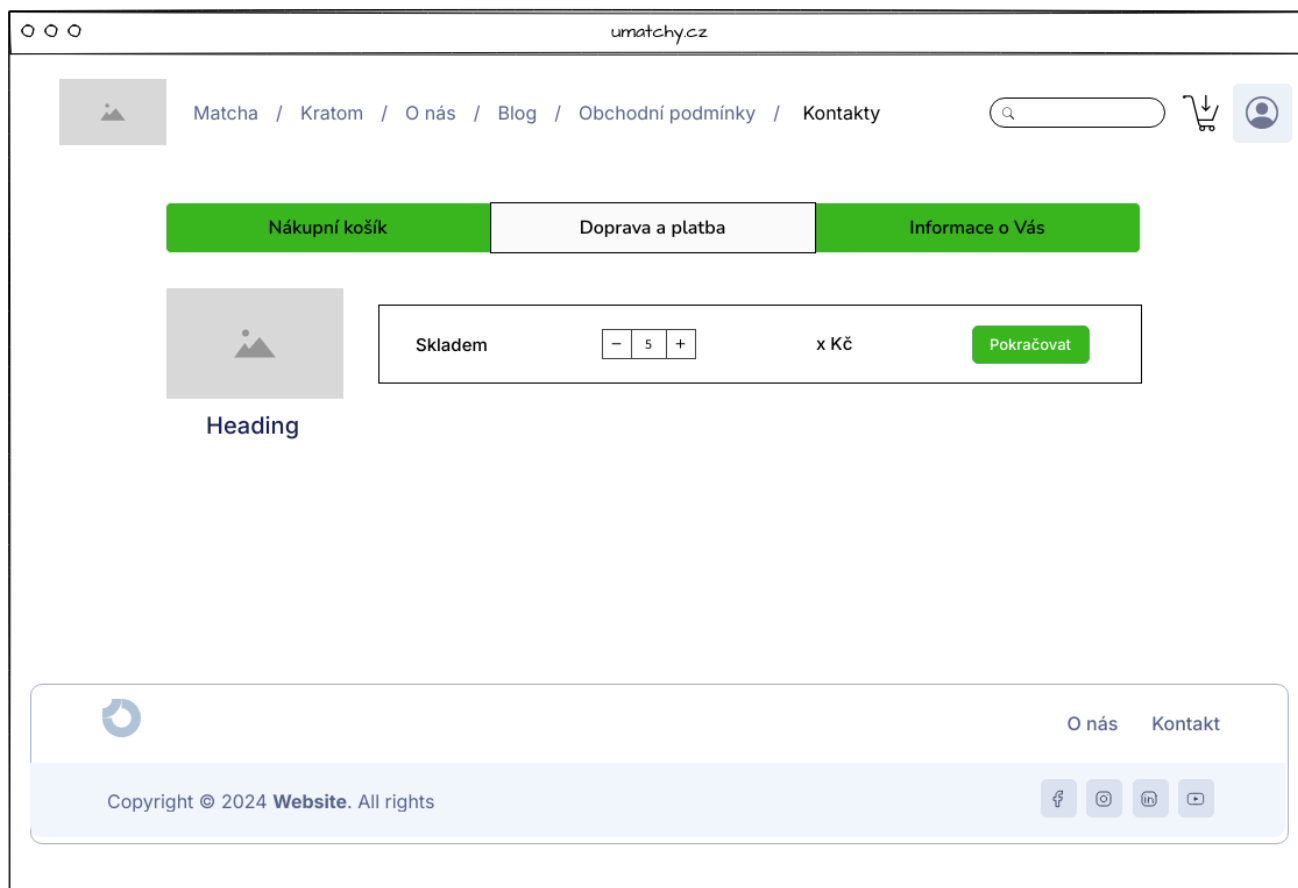 umatchy.cz
Matcha / Kratom / O nás / Blog / Obchodní podmínky / Kontakty
Nákupní košík Doprava a platba Informace o Vás
Skladem − 5 + x Kč Pokračovat
Heading
O nás Kontakt
Copyright © 2024 Website. All rights